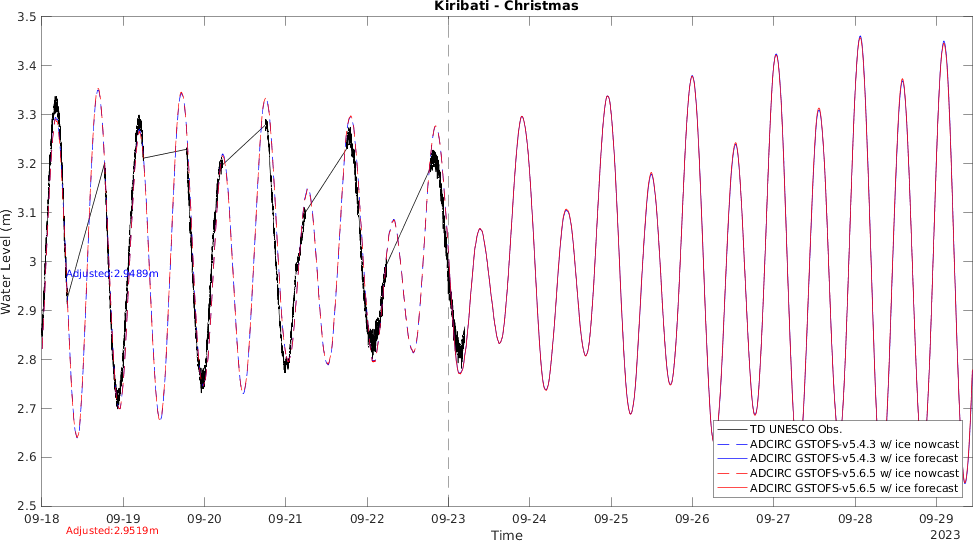 Kiribati - Christmas
Water Level (m)
3.5
3.4
3.3
3.2
3.1
3
2.9
2.8
2.7
2.6
2.5
Adjusted:2.9489m
TD UNESCO Obs.
ADCIRC GSTOFS-v5.4.3 w/ ice nowcast
ADCIRC GSTOFS-v5.4.3 w/ ice forecast
ADCIRC GSTOFS-v5.6.5 w/ ice nowcast
ADCIRC GSTOFS-v5.6.5 w/ ice forecast
09-18 09-19 09-20 09-21 09-22 09-23 09-24 09-25 09-26 09-27 09-28 09-29
Adjusted:2.9519m
Time
2023